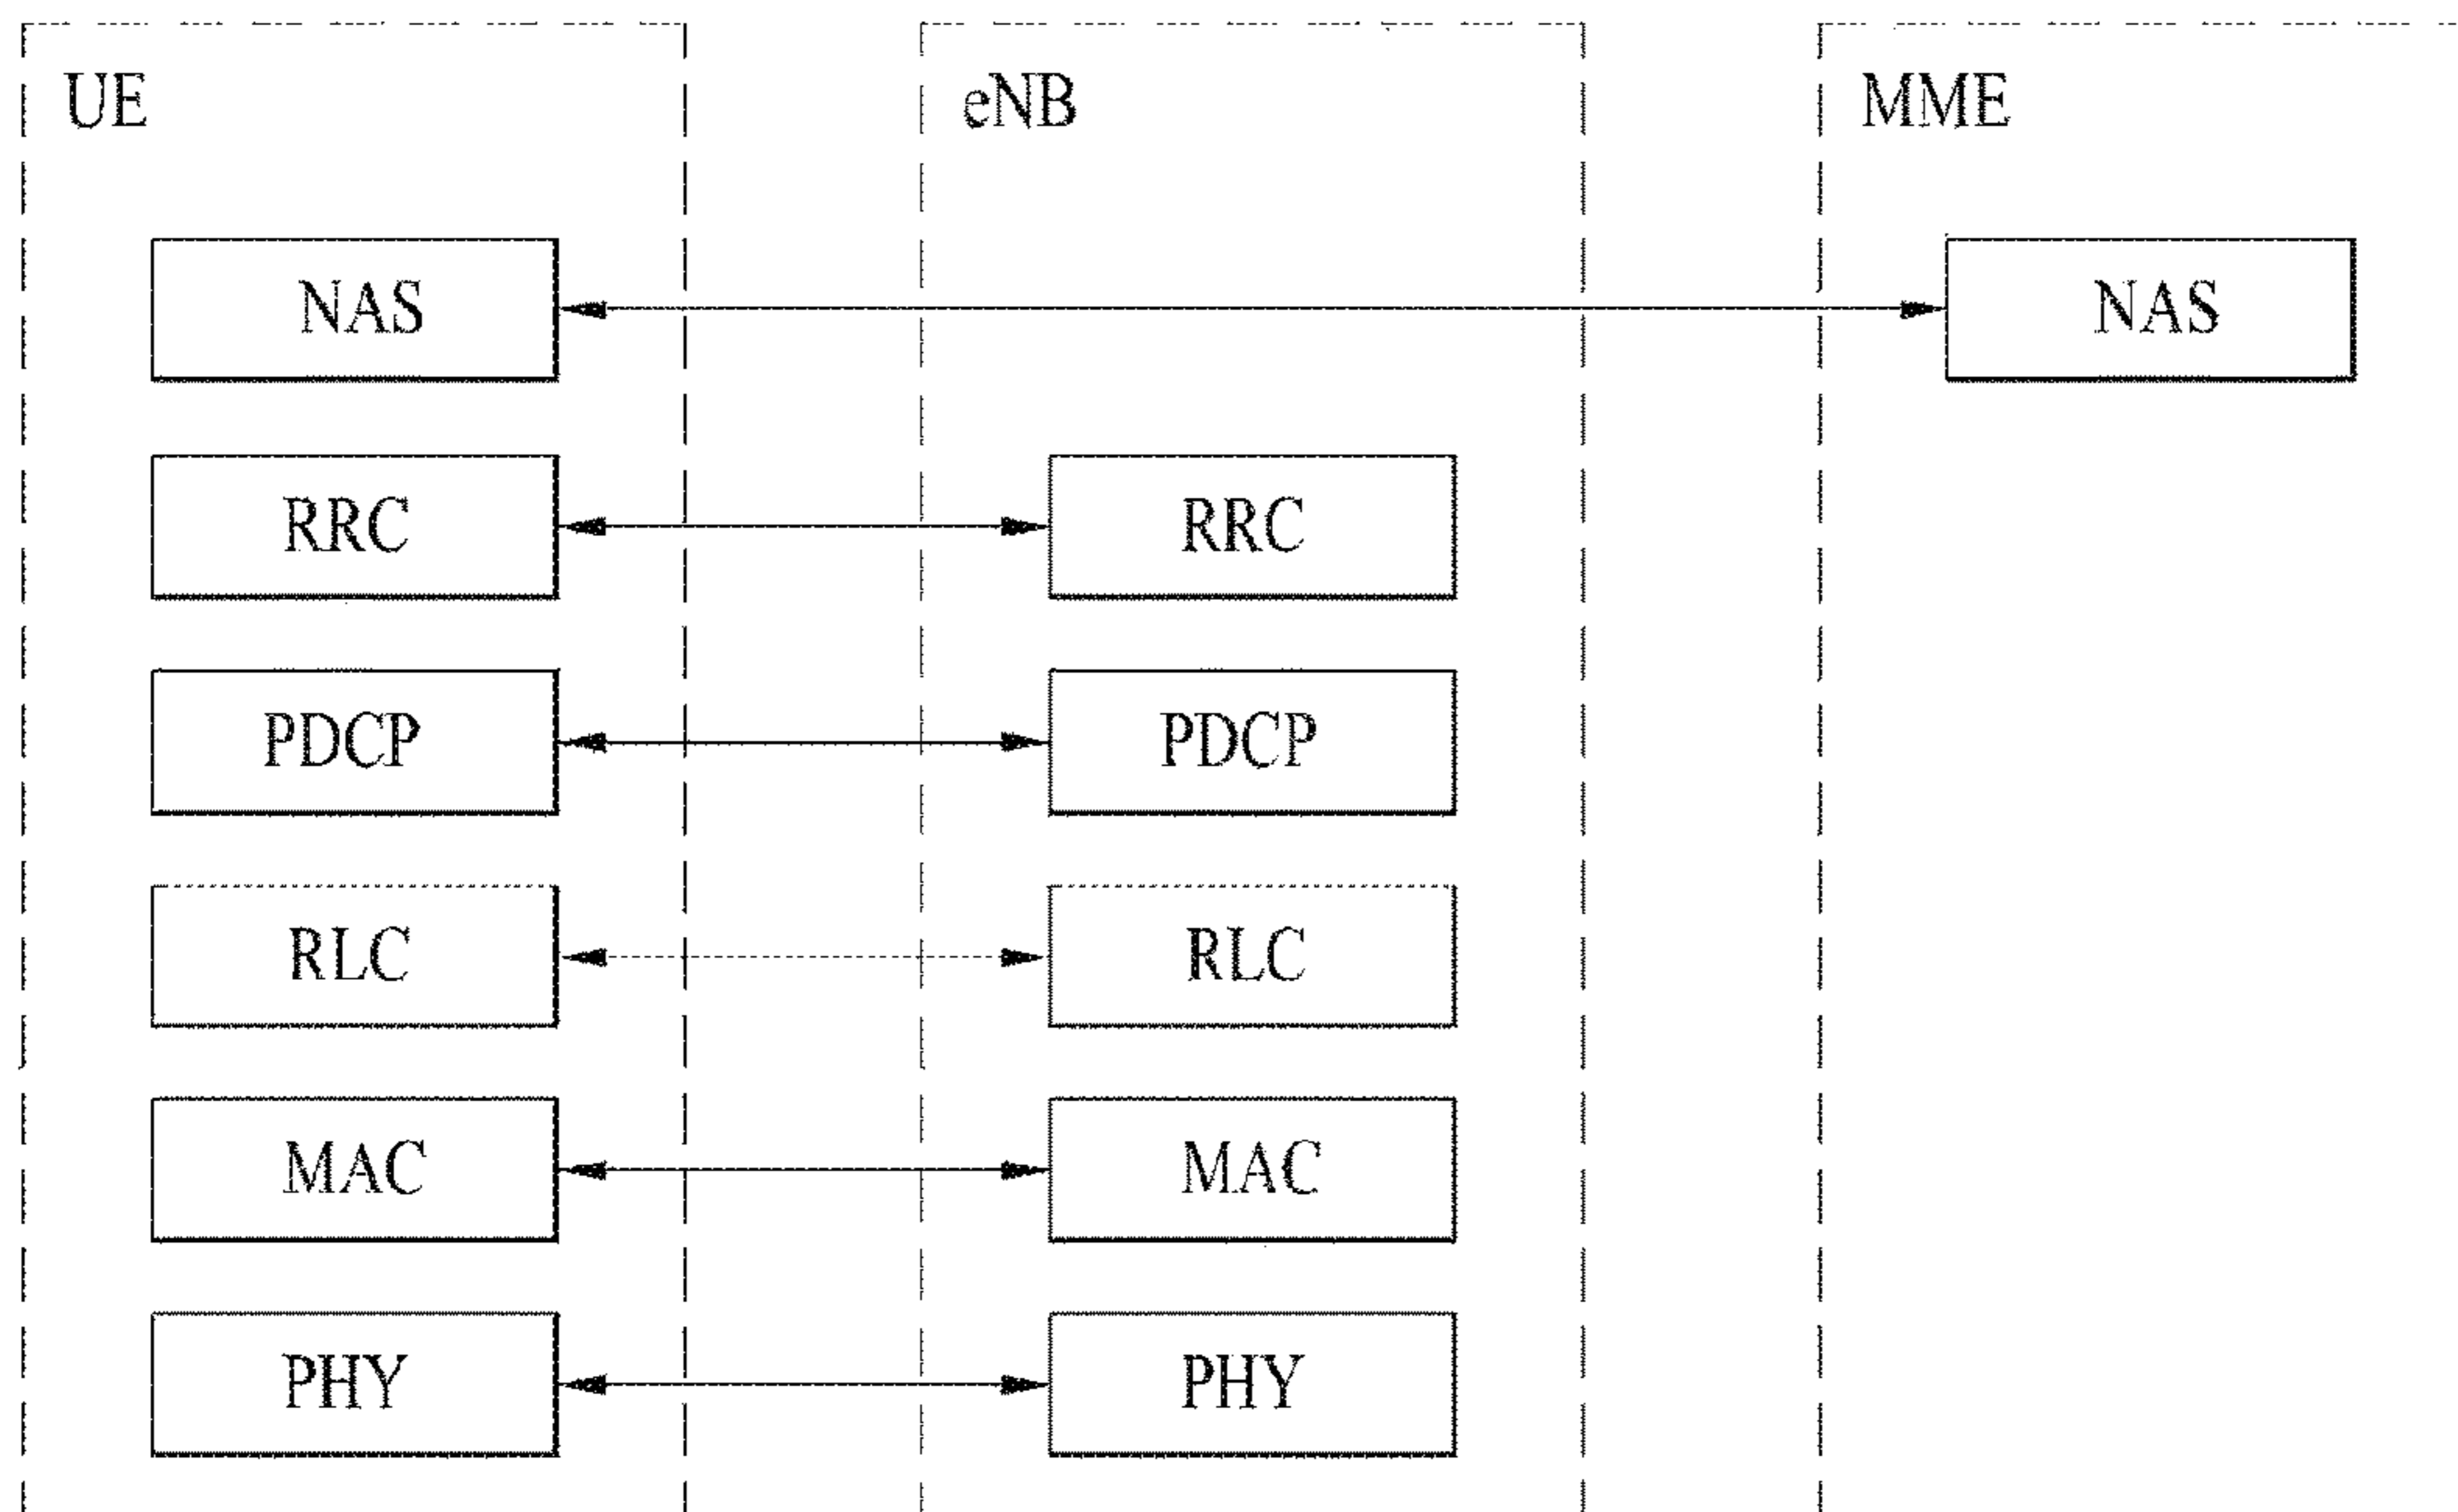 UE eNB MME
NAS NAS
RRC RRC
PDCP PDCP
RLC RLC
MAC MAC
PHY PHY